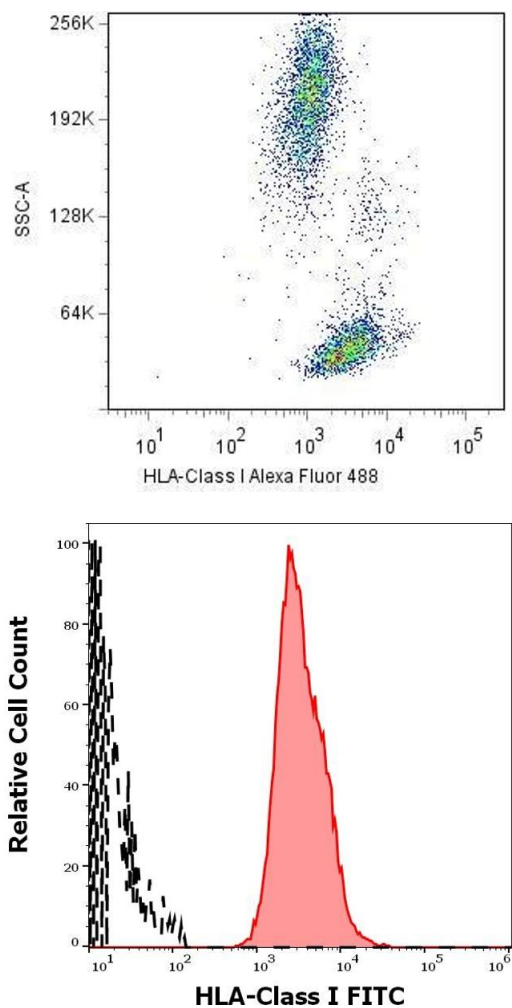 256K
192K
SSC-A
128K
64K
10¹ 10² 10³ 10⁴ 10⁵
HLA-Class I Alexa Fluor 488
100
80
60
Relative Cell Count
40
20
0
10¹ 10² 10³ 10⁴ 10⁵ 10⁶
HLA-Class I FITC